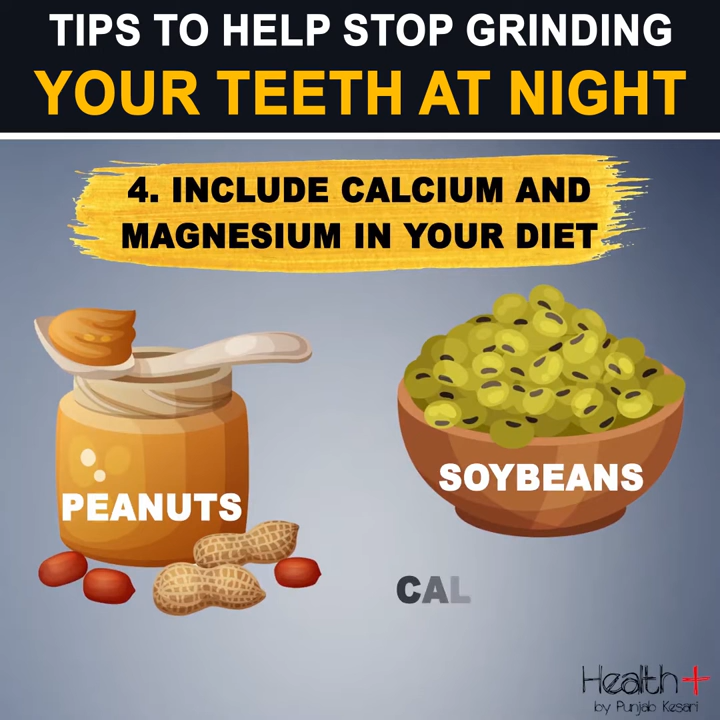 TIPS TO HELP STOP GRINDING
YOUR TEETH AT NIGHT
4. INCLUDE CALCIUM AND
MAGNESIUM IN YOUR DIET
PEANUTS
SOYBEANS
CAL
Health+
by Punjab Kesari